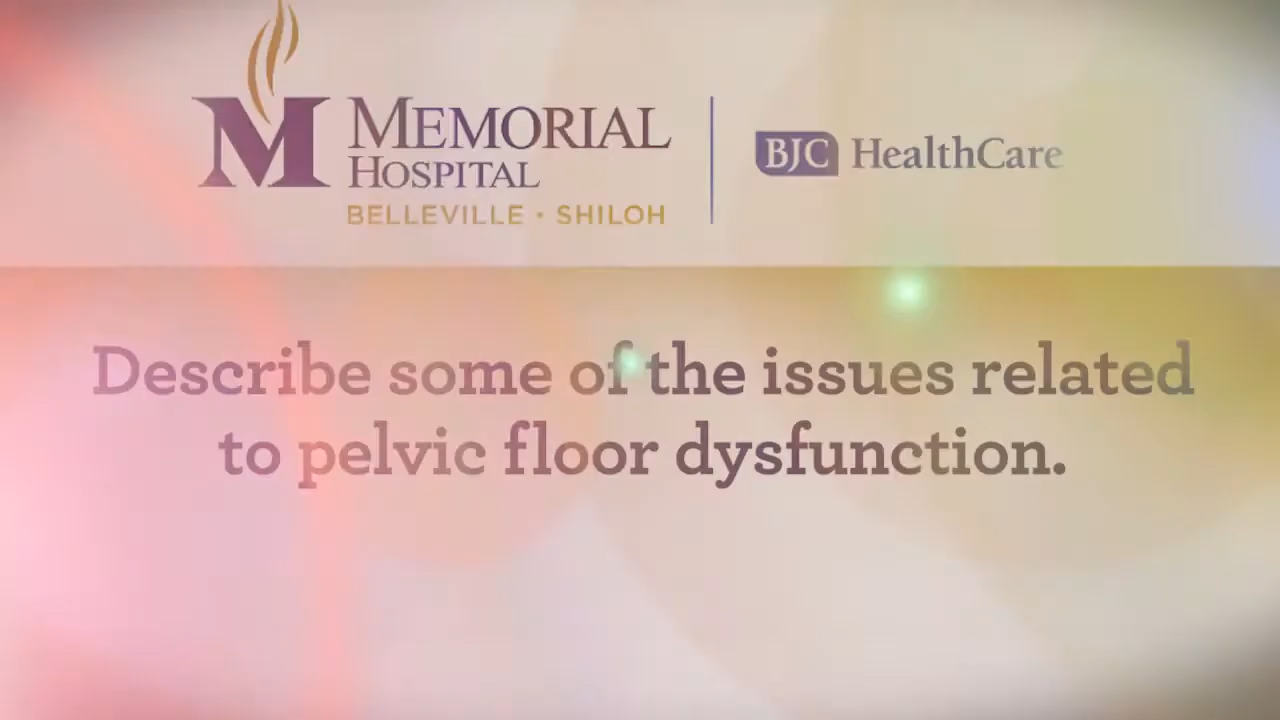 M MEMORIAL
HOSPITAL
BELLEVILLE · SHILOH
BJC HealthCare
Describe some of the issues related
to pelvic floor dysfunction.